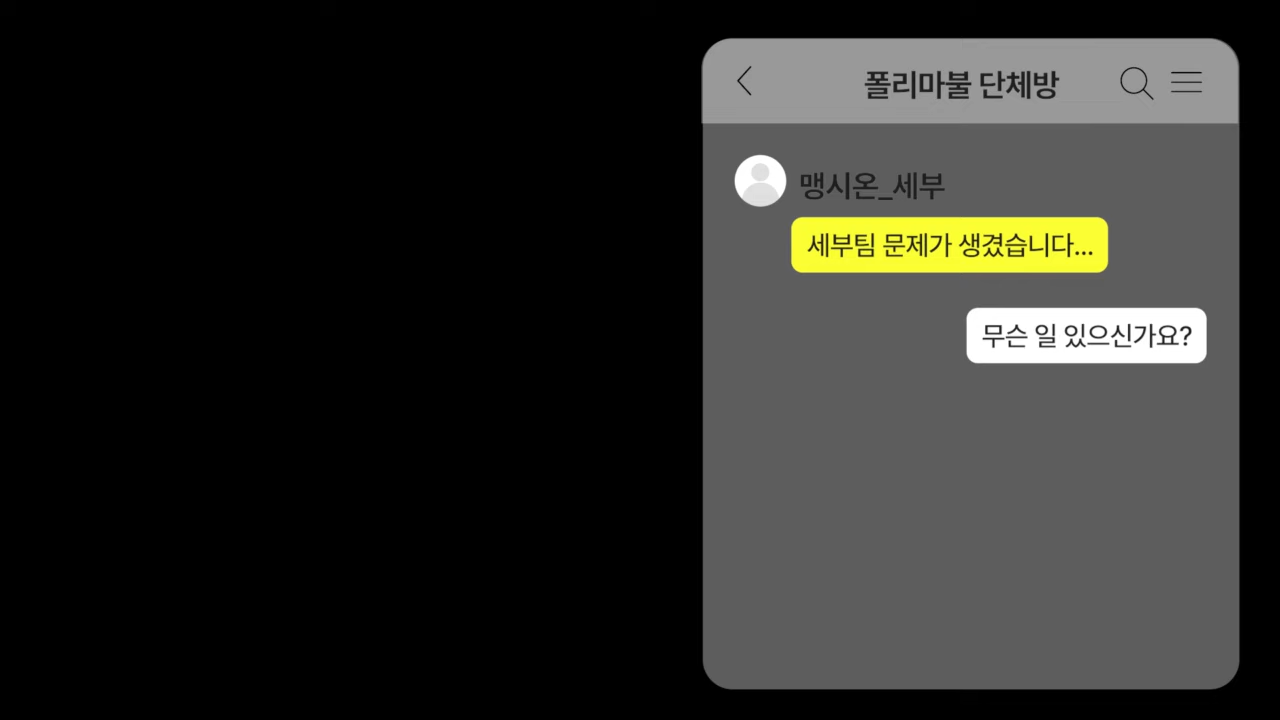 폴리마불 단체방
맹시온_세부
세부팀 문제가 생겼습니다...
무슨 일 있으신가요?